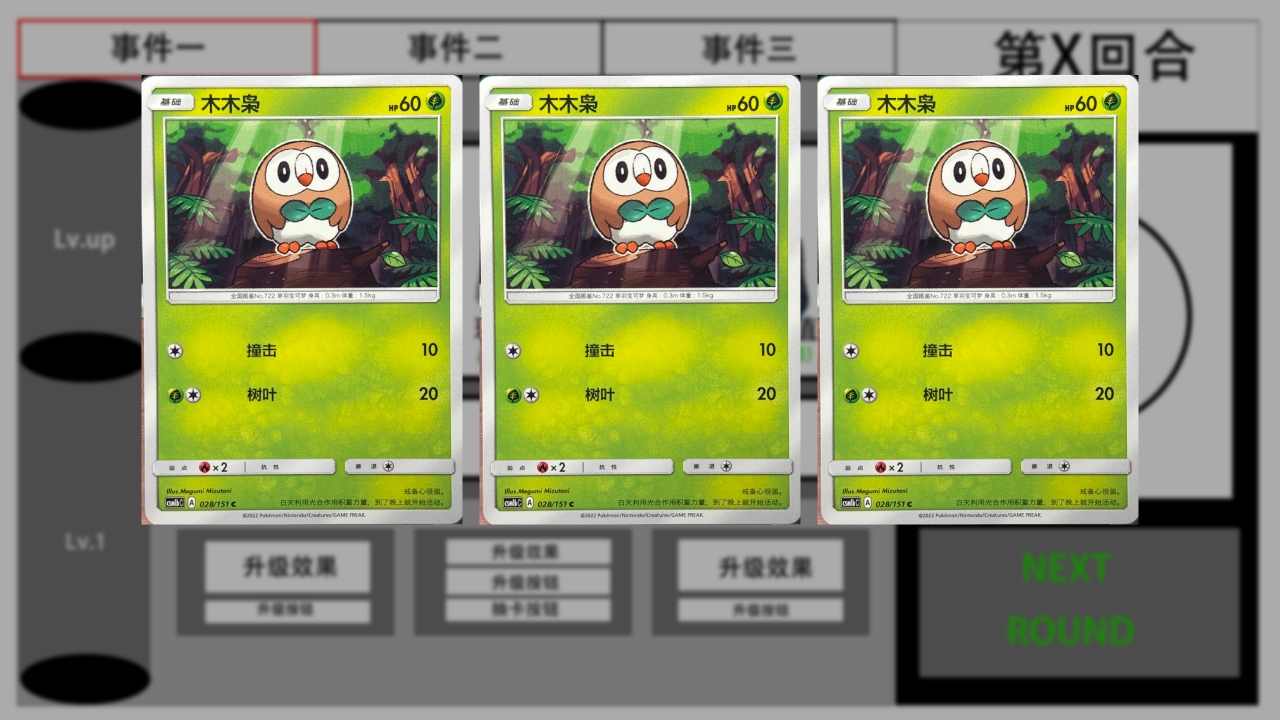 事件一
事件二
事件三
第X回合
基础 木木枭 HP60
全国图鉴No.722 草羽宝可梦 身高：0.3m 体重：1.5kg
撞击 10
树叶 20
弱点 ×2 抗性 撤退
Illus.Megumi Mizutani
戒备心很强。
028/151 C
白天利用光合作用积蓄力量，到了晚上就开始活动。
©2022 Pokémon/Nintendo/Creatures/GAME FREAK.
基础 木木枭 HP60
全国图鉴No.722 草羽宝可梦 身高：0.3m 体重：1.5kg
撞击 10
树叶 20
弱点 ×2 抗性 撤退
Illus.Megumi Mizutani
戒备心很强。
028/151 C
白天利用光合作用积蓄力量，到了晚上就开始活动。
©2022 Pokémon/Nintendo/Creatures/GAME FREAK.
基础 木木枭 HP60
全国图鉴No.722 草羽宝可梦 身高：0.3m 体重：1.5kg
撞击 10
树叶 20
弱点 ×2 抗性 撤退
Illus.Megumi Mizutani
戒备心很强。
028/151 C
白天利用光合作用积蓄力量，到了晚上就开始活动。
©2022 Pokémon/Nintendo/Creatures/GAME FREAK.
Lv.up
Lv.1
升级效果
升级按钮
升级效果
升级按钮
抽卡按钮
升级效果
升级按钮
NEXT
ROUND